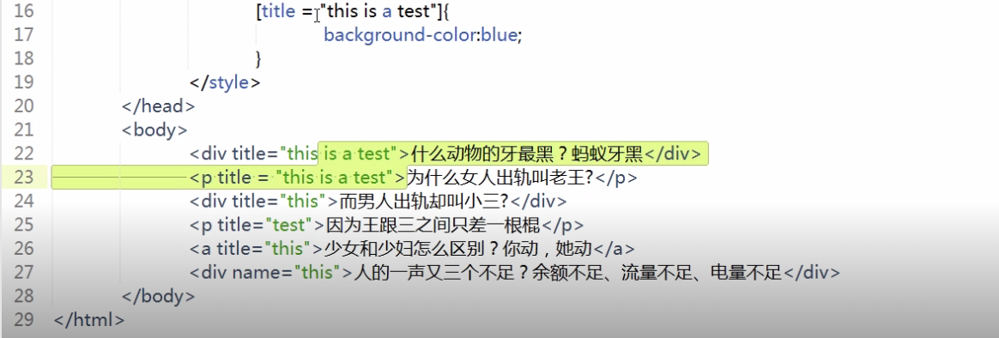 16 [title = "this is a test"]{
17 background-color:blue;
18 }
19 </style>
20 </head>
21 <body>
22 <div title="this is a test">什么动物的牙最黑？蚂蚁牙黑</div>
23 <p title = "this is a test">为什么女人出轨叫老王?</p>
24 <div title="this">而男人出轨却叫小三?</div>
25 <p title="test">因为王跟三之间只差一根棍</p>
26 <a title="this">少女和少妇怎么区别？你动，她动</a>
27 <div name="this">人的一声又三个不足？余额不足、流量不足、电量不足</div>
28 </body>
29 </html>